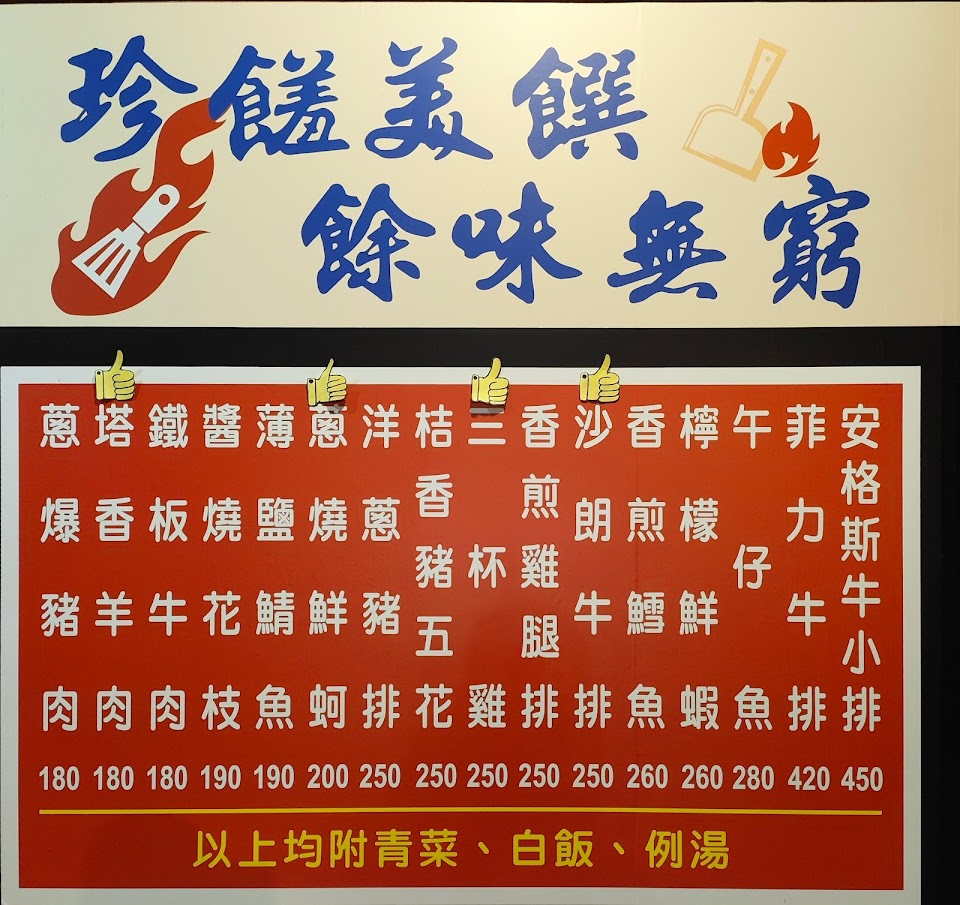 珍饈美饌
餘味無窮
蔥爆豬肉 180
塔香羊肉 180
鐵板牛肉 180
醬燒花枝 190
薄鹽鯖魚 190
蔥燒鮮蚵 200
洋蔥豬排 250
桔香豬五花 250
三杯雞 250
香煎雞腿排 250
沙朗牛排 250
香煎鱈魚 260
檸檬鮮蝦 260
午仔魚 280
菲力牛排 420
安格斯牛小排 450
以上均附青菜、白飯、例湯